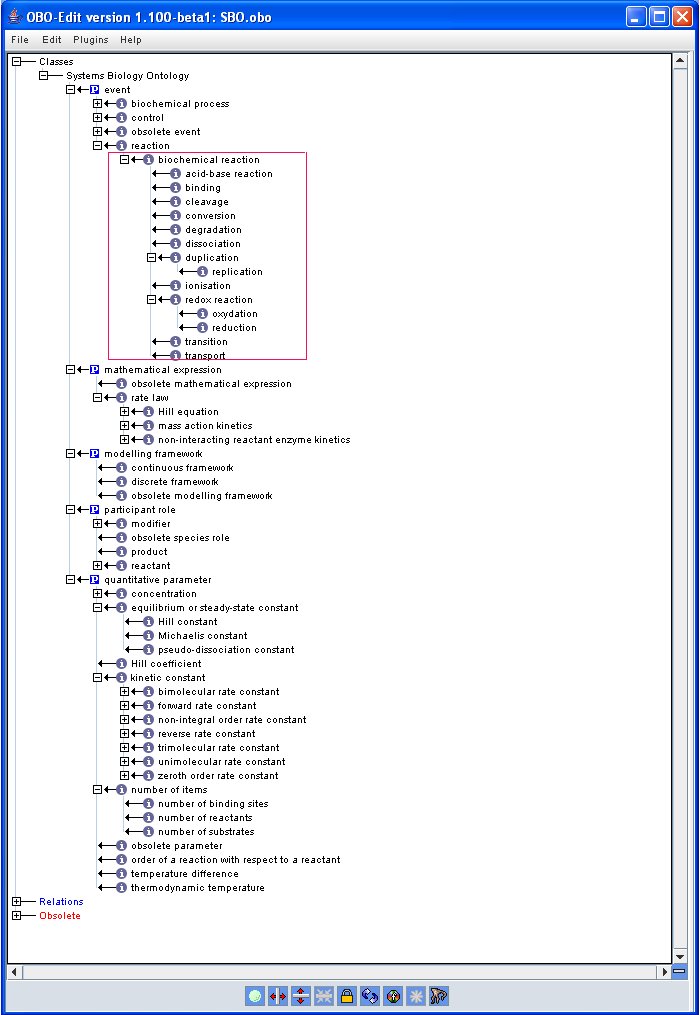 OBO-Edit version 1.100-beta1: SBO.obo
File Edit Plugins Help
Classes
Systems Biology Ontology
P event
i biochemical process
i control
i obsolete event
i reaction
i biochemical reaction
i acid-base reaction
i binding
i cleavage
i conversion
i degradation
i dissociation
i duplication
i replication
i ionisation
i redox reaction
i oxydation
i reduction
i transition
i transport
P mathematical expression
i obsolete mathematical expression
i rate law
i Hill equation
i mass action kinetics
i non-interacting reactant enzyme kinetics
P modelling framework
i continuous framework
i discrete framework
i obsolete modelling framework
P participant role
i modifier
i obsolete species role
i product
i reactant
P quantitative parameter
i concentration
i equilibrium or steady-state constant
i Hill constant
i Michaelis constant
i pseudo-dissociation constant
i Hill coefficient
i kinetic constant
i bimolecular rate constant
i forward rate constant
i non-integral order rate constant
i reverse rate constant
i trimolecular rate constant
i unimolecular rate constant
i zeroth order rate constant
i number of items
i number of binding sites
i number of reactants
i number of substrates
i obsolete parameter
i order of a reaction with respect to a reactant
i temperature difference
i thermodynamic temperature
Relations
Obsolete